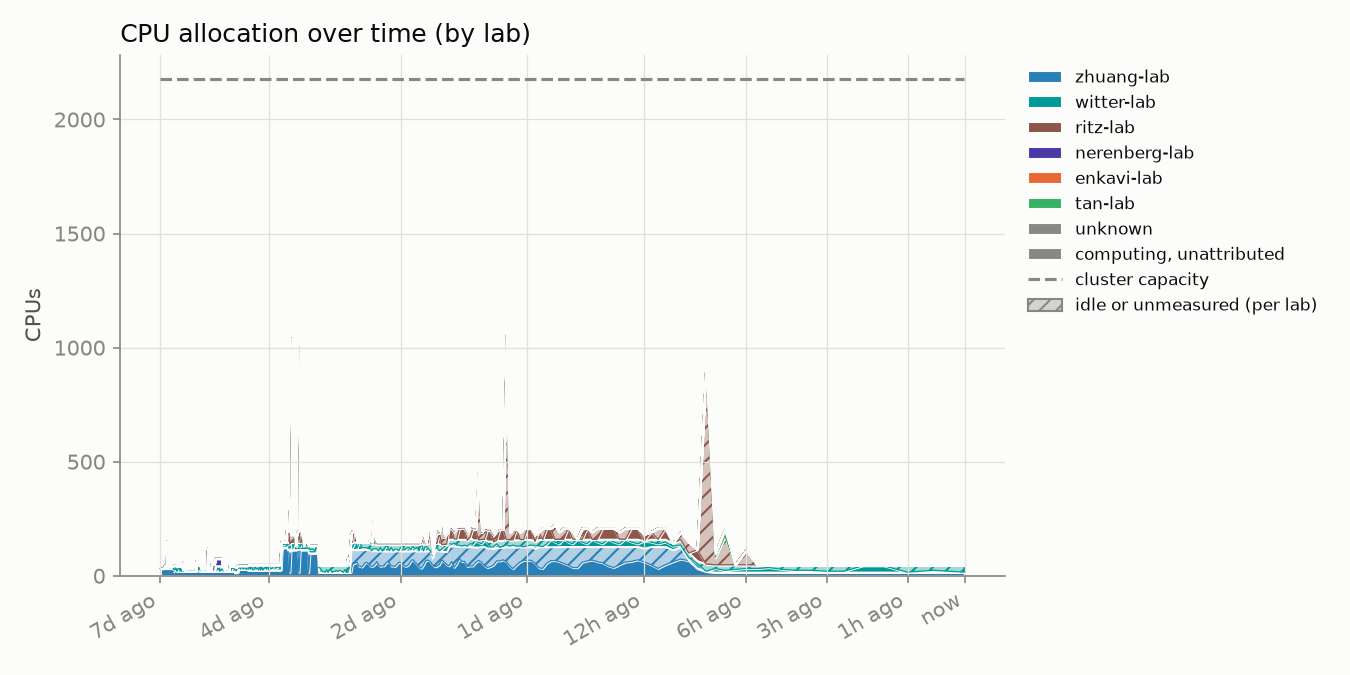 CPU allocation over time (by lab)
CPUs
2000
1500
1000
500
0
7d ago
4d ago
2d ago
1d ago
12h ago
6h ago
3h ago
1h ago
now
zhuang-lab
witter-lab
ritz-lab
nerenberg-lab
enkavi-lab
tan-lab
unknown
computing, unattributed
cluster capacity
idle or unmeasured (per lab)